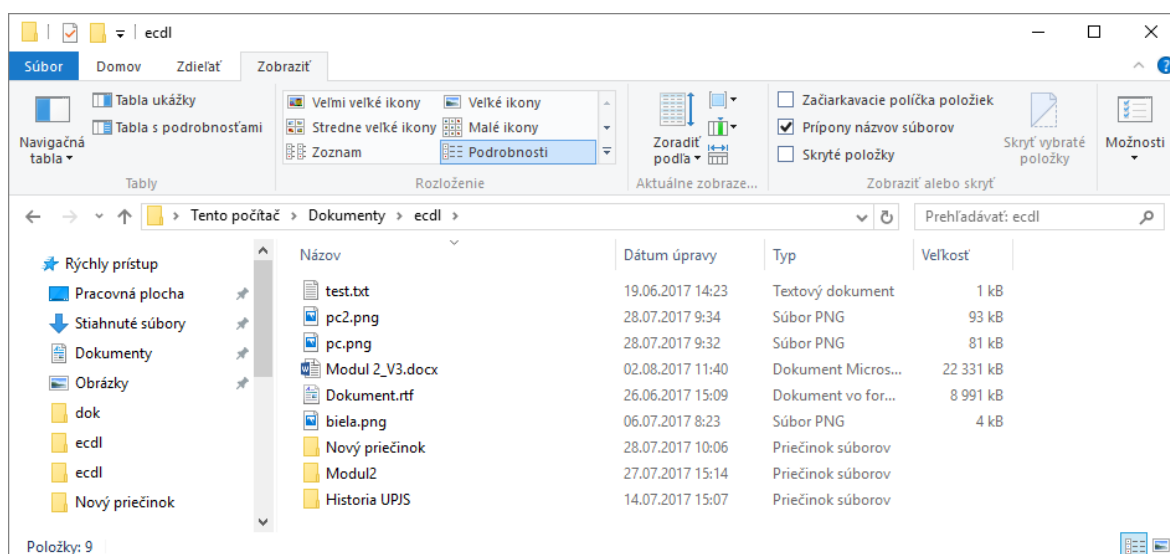 ecdl
Súbor Domov Zdieľať Zobraziť
Navigačná tabla
Tabla ukážky
Tabla s podrobnosťami
Tably
Veľmi veľké ikony Veľké ikony
Stredne veľké ikony Malé ikony
Zoznam Podrobnosti
Rozloženie
Zoradiť podľa
Aktuálne zobraze...
Začiarkavacie políčka položiek
Prípony názvov súborov
Skryté položky
Skryť vybraté položky
Zobraziť alebo skryť
Možnosti
Tento počítač > Dokumenty > ecdl >
Prehľadávať: ecdl
Rýchly prístup
Pracovná plocha
Stiahnuté súbory
Dokumenty
Obrázky
dok
ecdl
ecdl
Nový priečinok
Názov Dátum úpravy Typ Veľkosť
test.txt 19.06.2017 14:23 Textový dokument 1 kB
pc2.png 28.07.2017 9:34 Súbor PNG 93 kB
pc.png 28.07.2017 9:32 Súbor PNG 81 kB
Modul 2_V3.docx 02.08.2017 11:40 Dokument Micros... 22 331 kB
Dokument.rtf 26.06.2017 15:09 Dokument vo for... 8 991 kB
biela.png 06.07.2017 8:23 Súbor PNG 4 kB
Nový priečinok 28.07.2017 10:06 Priečinok súborov
Modul2 27.07.2017 15:14 Priečinok súborov
Historia UPJS 14.07.2017 15:07 Priečinok súborov
Položky: 9